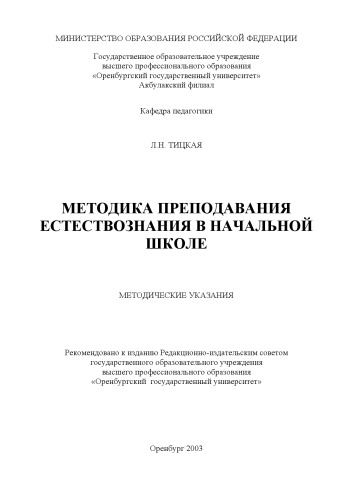 МИНИСТЕРСТВО ОБРАЗОВАНИЯ РОССИЙСКОЙ ФЕДЕРАЦИИ
Государственное образовательное учреждение
высшего профессионального образования
«Оренбургский государственный университет»
Акбулакский филиал
Кафедра педагогики
Л.Н. ТИЦКАЯ
МЕТОДИКА ПРЕПОДАВАНИЯ
ЕСТЕСТВОЗНАНИЯ В НАЧАЛЬНОЙ
ШКОЛЕ
МЕТОДИЧЕСКИЕ УКАЗАНИЯ
Рекомендовано к изданию Редакционно-издательским советом
государственного образовательного учреждения
высшего профессионального образования
«Оренбургский государственный университет»
Оренбург 2003